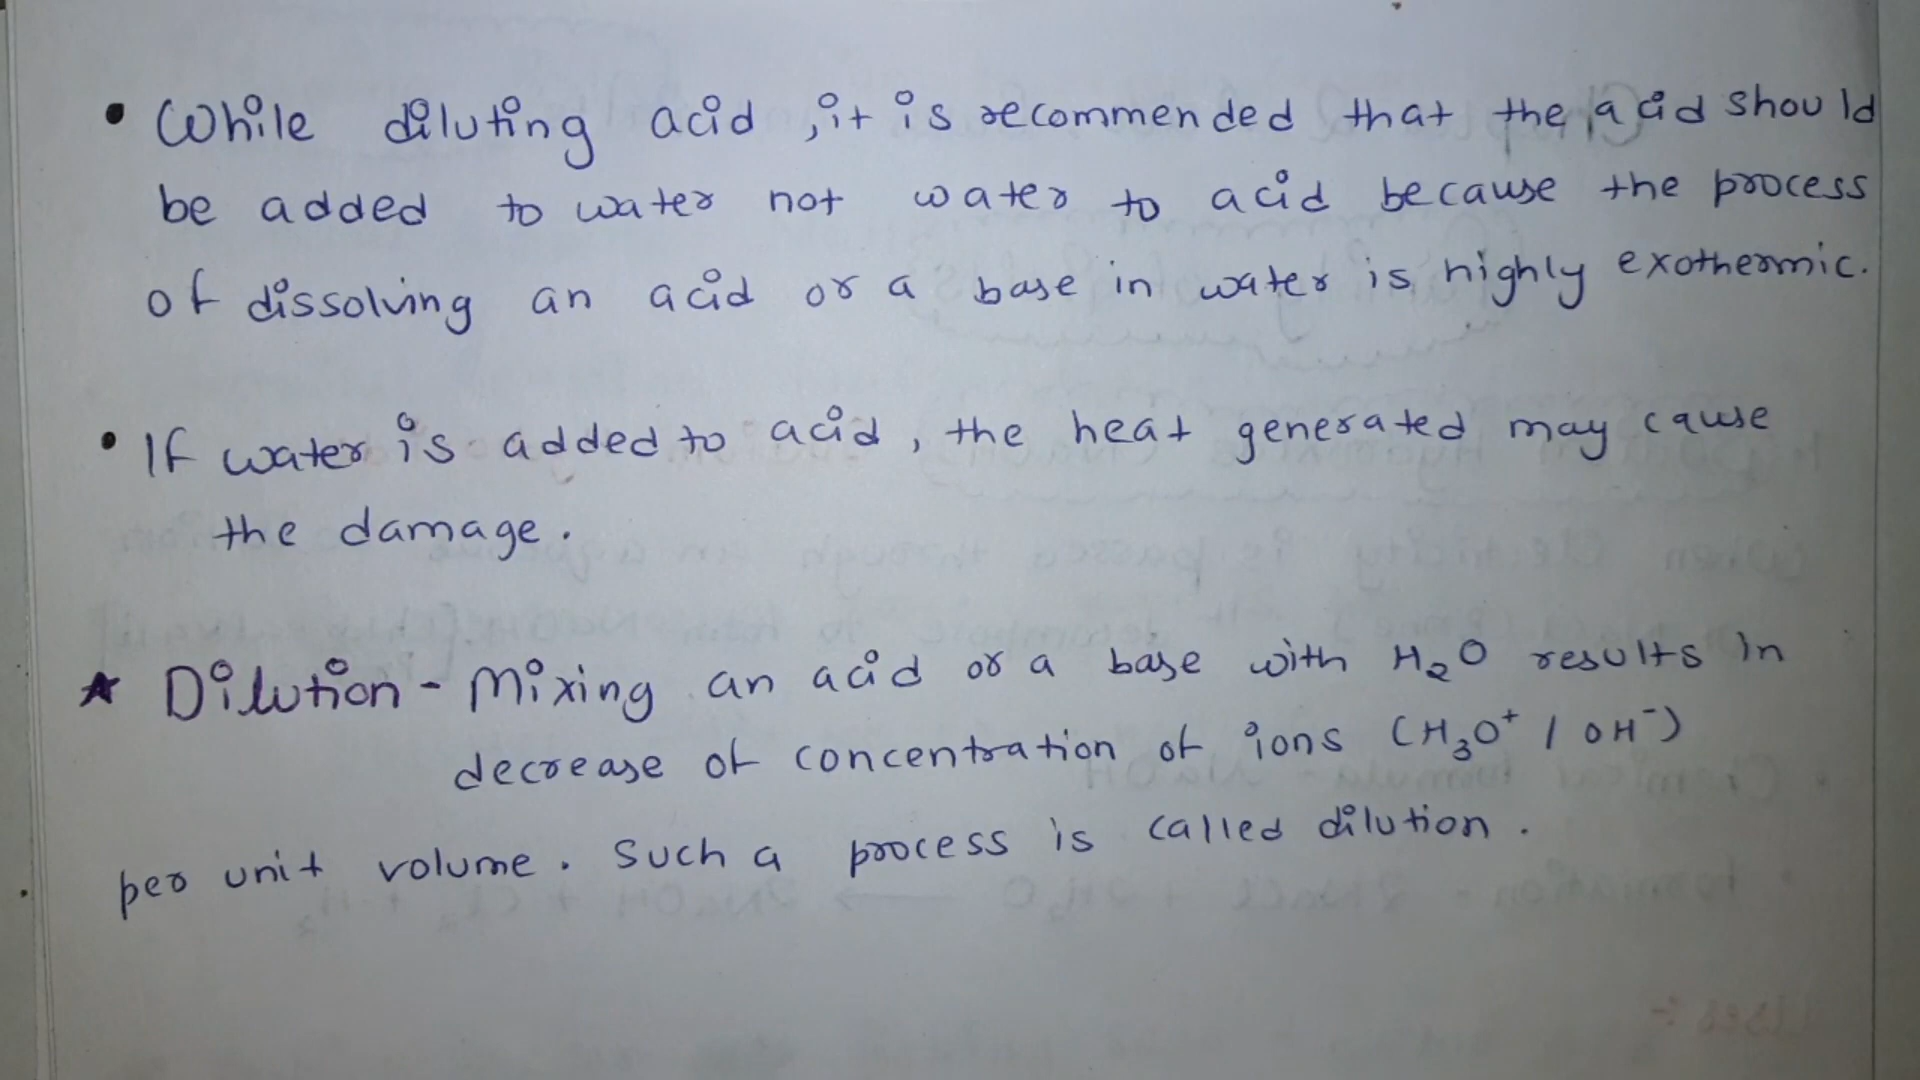 • While diluting acid, it is recommended that the acid should
be added to water not water to acid because the process
of dissolving an acid or a base in water is highly exothermic.
• If water is added to acid, the heat generated may cause
the damage.
★ Dilution - Mixing an acid or a base with H₂O results in
decrease of concentration of ions (H₃O⁺ / OH⁻)
per unit volume. Such a process is called dilution.